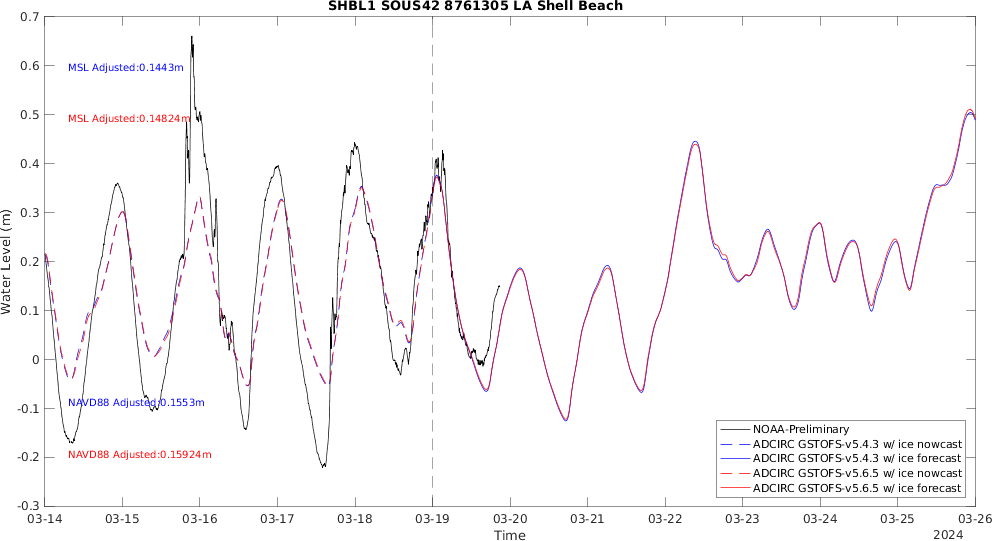 SHBL1 SOUS42 8761305 LA Shell Beach
0.7
0.6
0.5
0.4
0.3
0.2
0.1
0
-0.1
-0.2
-0.3
Water Level (m)
MSL Adjusted:0.1443m
MSL Adjusted:0.14824m
NAVD88 Adjusted:0.1553m
NAVD88 Adjusted:0.15924m
NOAA-Preliminary
ADCIRC GSTOFS-v5.4.3 w/ ice nowcast
ADCIRC GSTOFS-v5.4.3 w/ ice forecast
ADCIRC GSTOFS-v5.6.5 w/ ice nowcast
ADCIRC GSTOFS-v5.6.5 w/ ice forecast
03-14 03-15 03-16 03-17 03-18 03-19 03-20 03-21 03-22 03-23 03-24 03-25 03-26
Time
2024